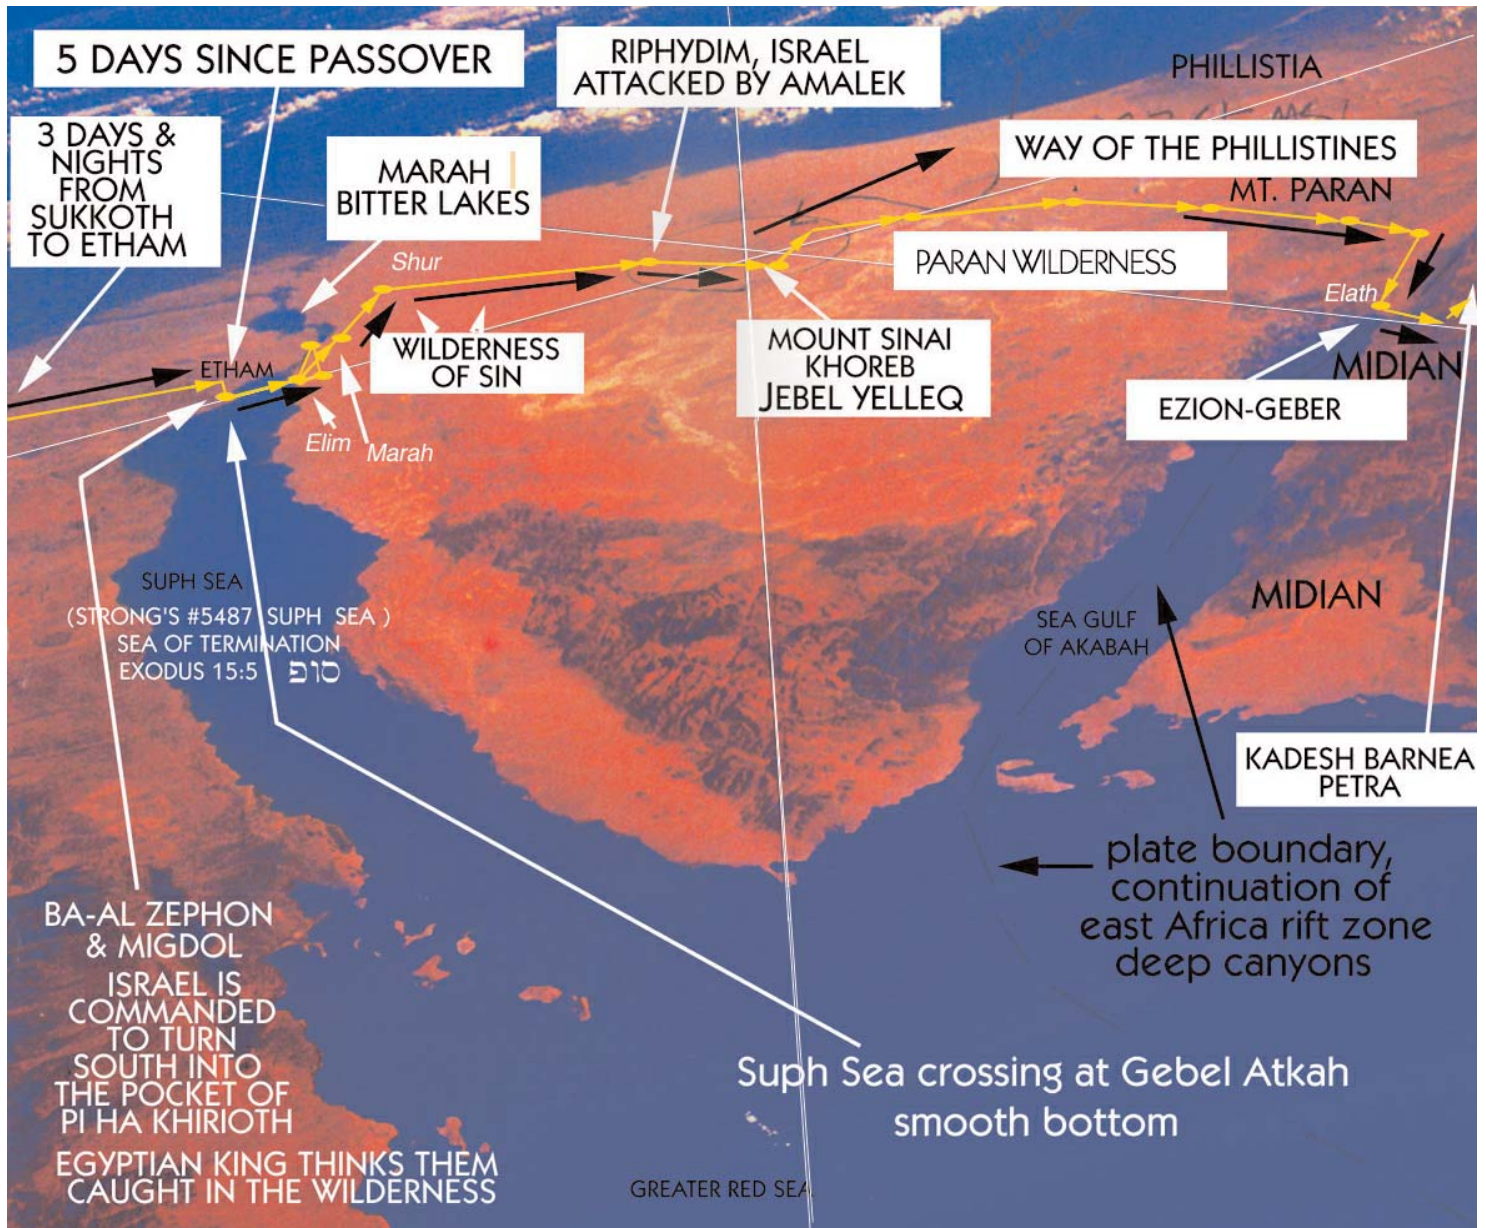 5 DAYS SINCE PASSOVER
RIPHYDIM, ISRAEL
ATTACKED BY AMALEK
PHILLISTIA
3 DAYS &
NIGHTS
FROM
SUKKOTH
TO ETHAM
MARAH
BITTER LAKES
WAY OF THE PHILLISTINES
MT. PARAN
Shur
PARAN WILDERNESS
Elath
WILDERNESS
OF SIN
MOUNT SINAI
KHOREB
JEBEL YELLEQ
ETHAM
MIDIAN
EZION-GEBER
Elim
Marah
SUPH SEA
(STRONG'S #5487 SUPH SEA )
SEA OF TERMINATION
EXODUS 15:5 סופ
MIDIAN
SEA GULF
OF AKABAH
KADESH BARNEA
PETRA
plate boundary,
continuation of
east Africa rift zone
deep canyons
BA-AL ZEPHON
& MIGDOL
ISRAEL IS
COMMANDED
TO TURN
SOUTH INTO
THE POCKET OF
PI HA KHIRIOTH
EGYPTIAN KING THINKS THEM
CAUGHT IN THE WILDERNESS
Suph Sea crossing at Gebel Atkah
smooth bottom
GREATER RED SEA